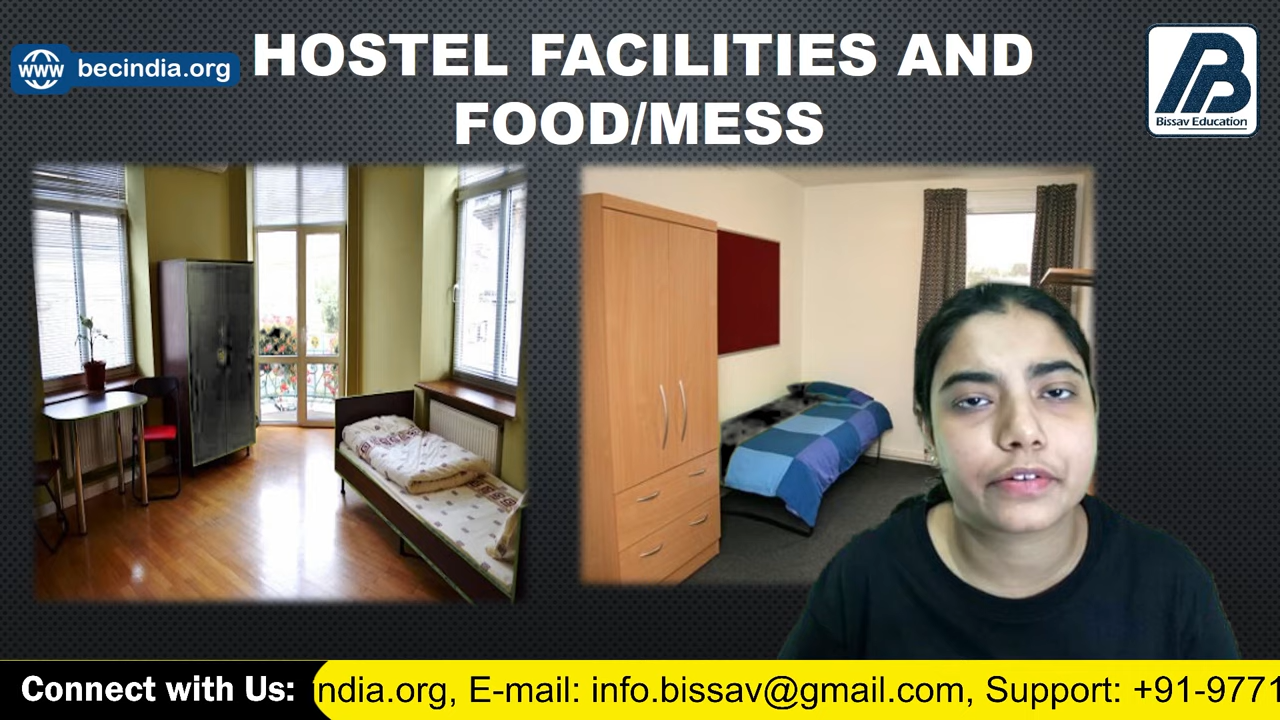 HOSTEL FACILITIES AND
FOOD/MESS
www becindia.org
Bissav Education
Connect with Us: ndia.org, E-mail: info.bissav@gmail.com, Support: +91-9771